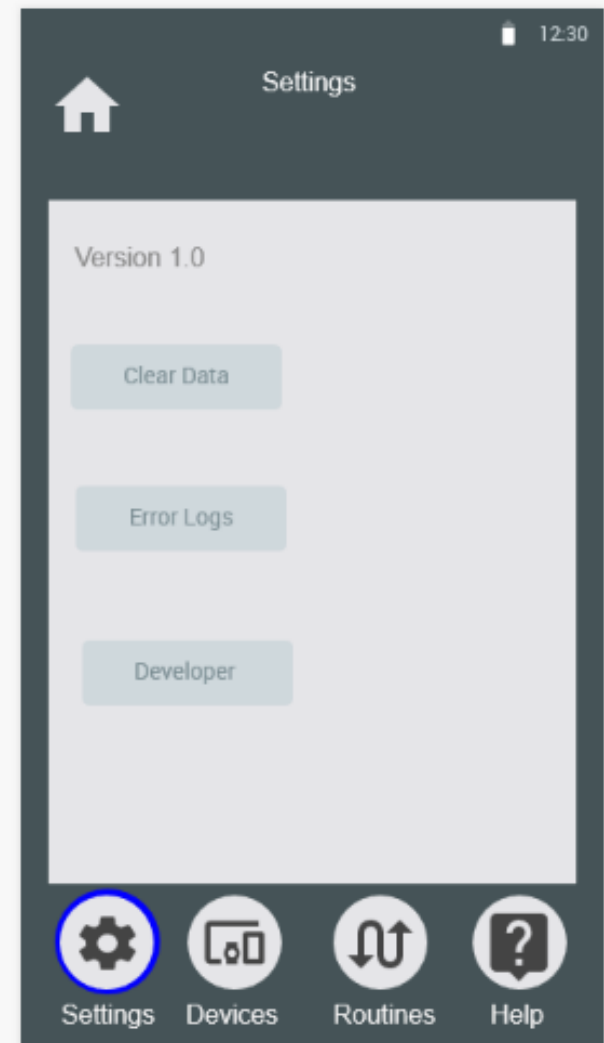 12:30
Settings
Version 1.0
Clear Data
Error Logs
Developer
Settings Devices Routines Help